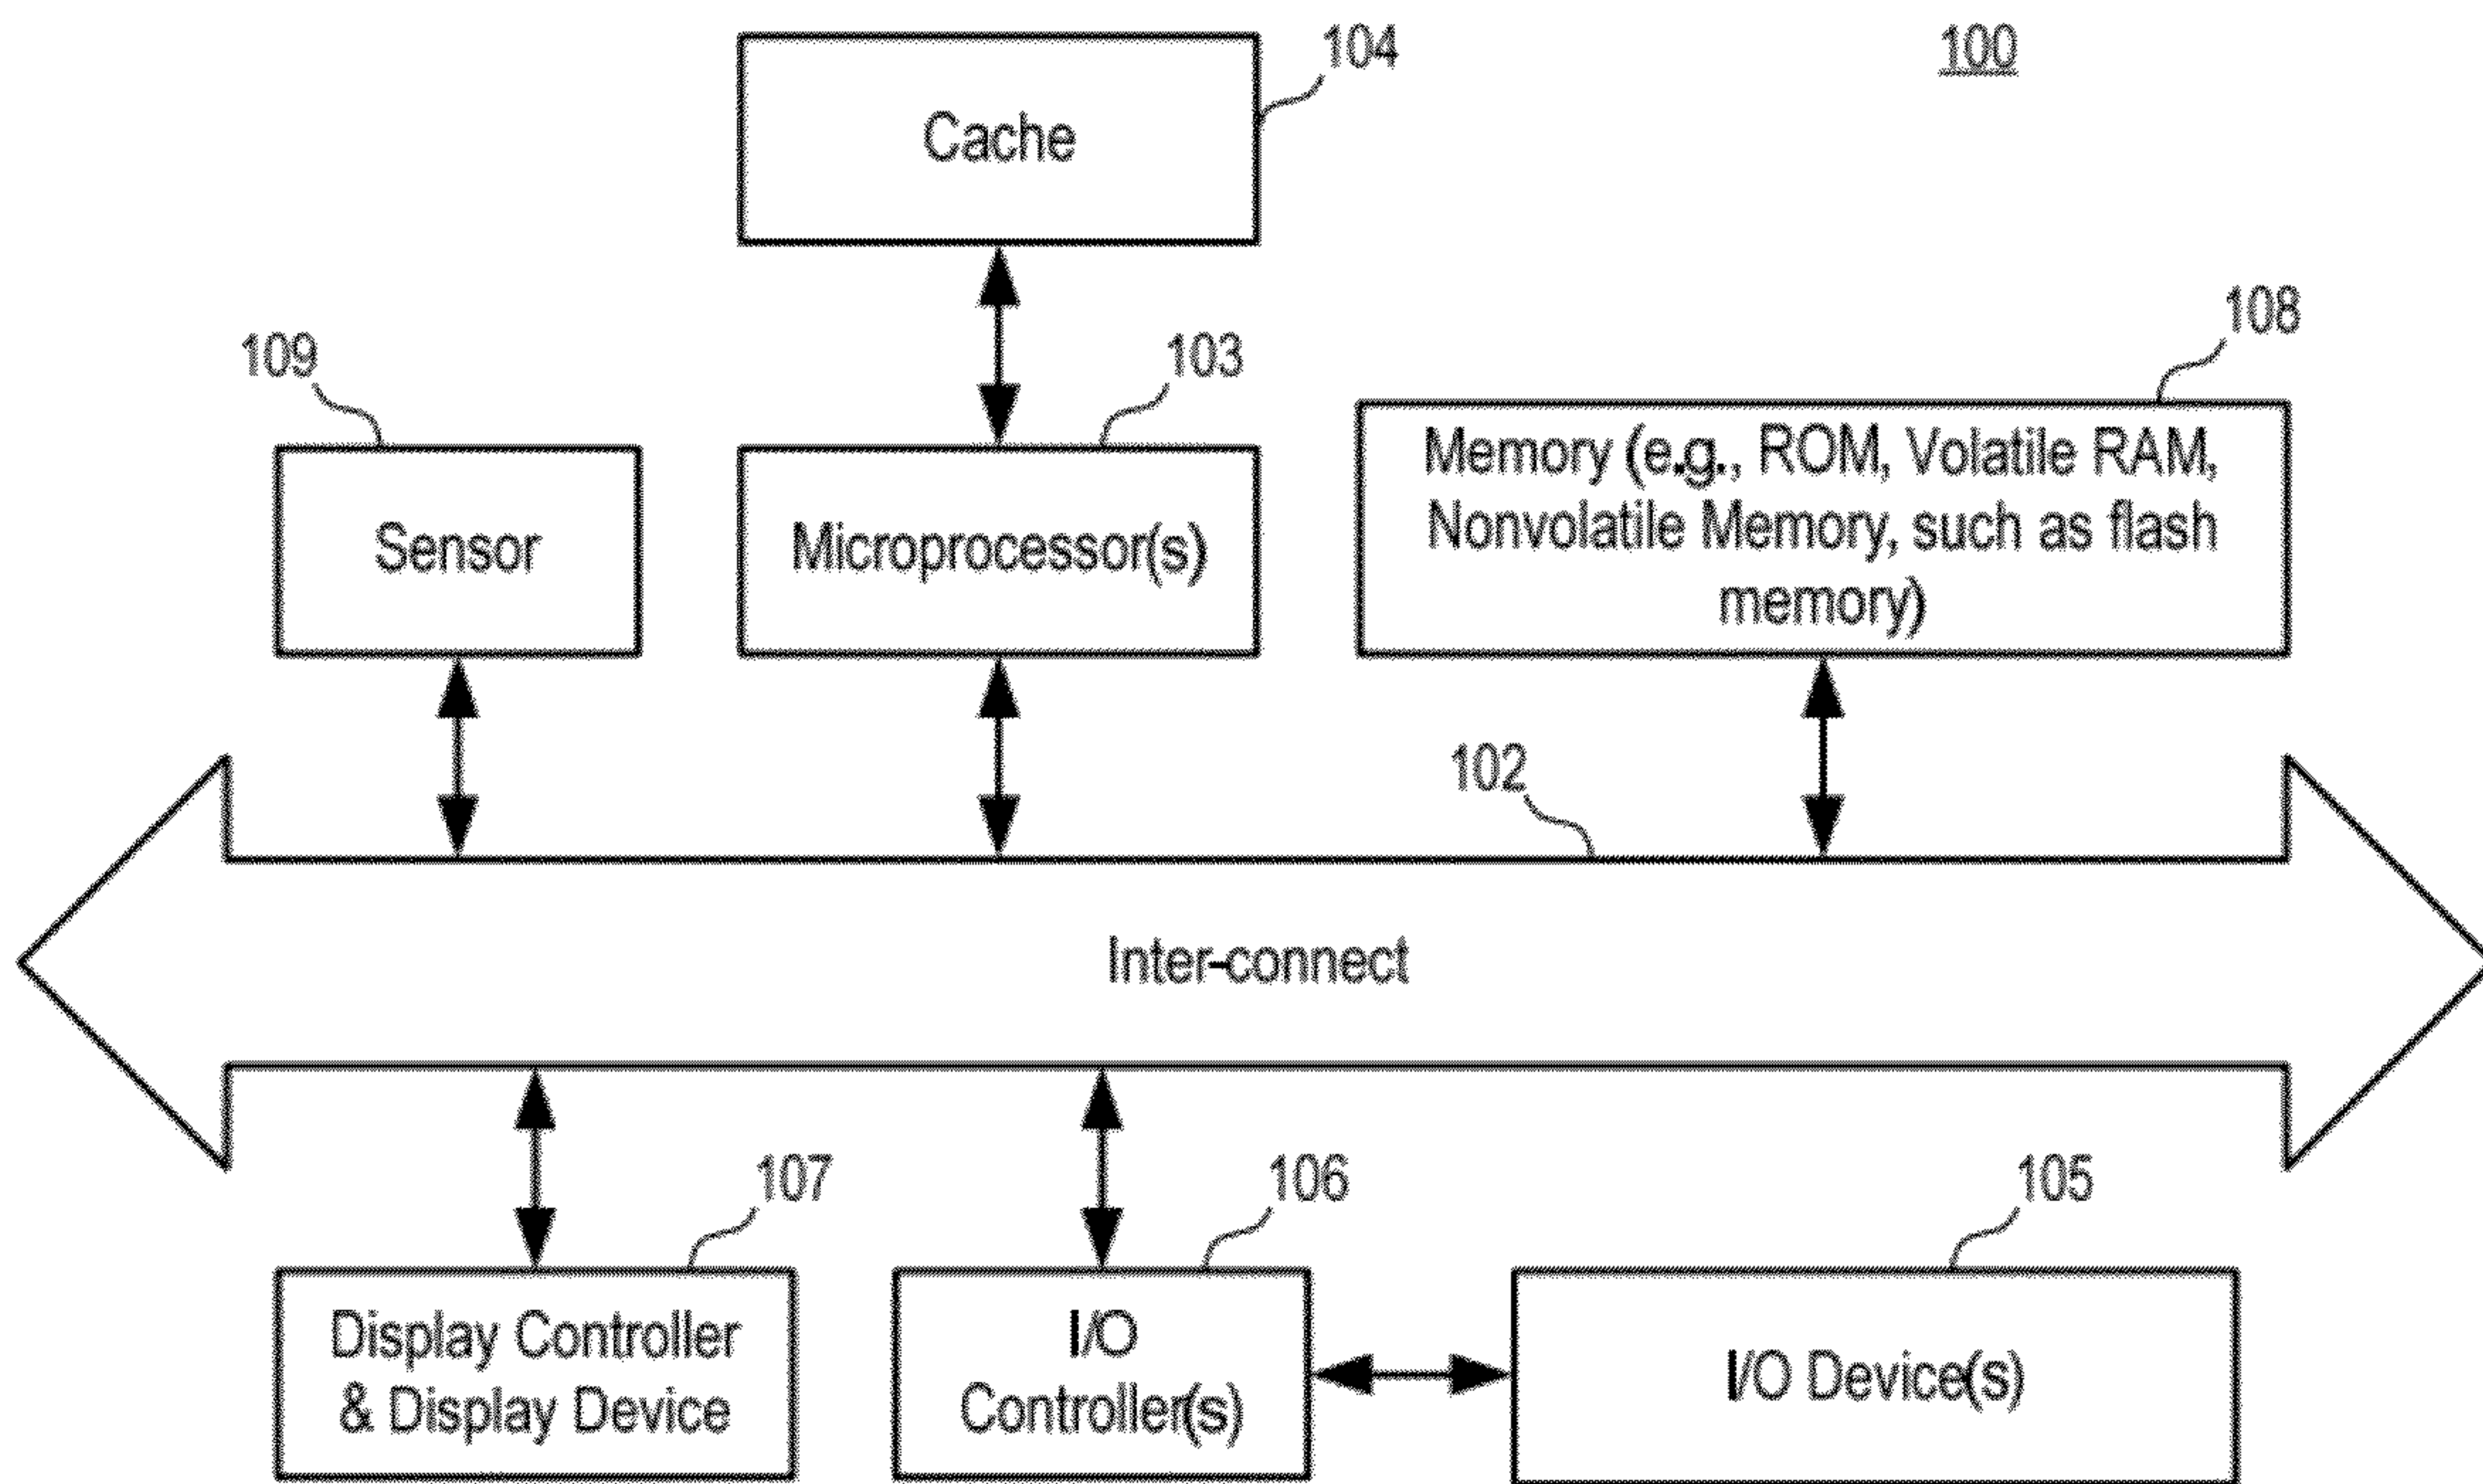 104
100
Cache
109
103
108
Sensor
Microprocessor(s)
Memory (e.g., ROM, Volatile RAM,
Nonvolatile Memory, such as flash
memory)
102
Inter-connect
107
106
105
Display Controller
& Display Device
I/O
Controller(s)
I/O Device(s)